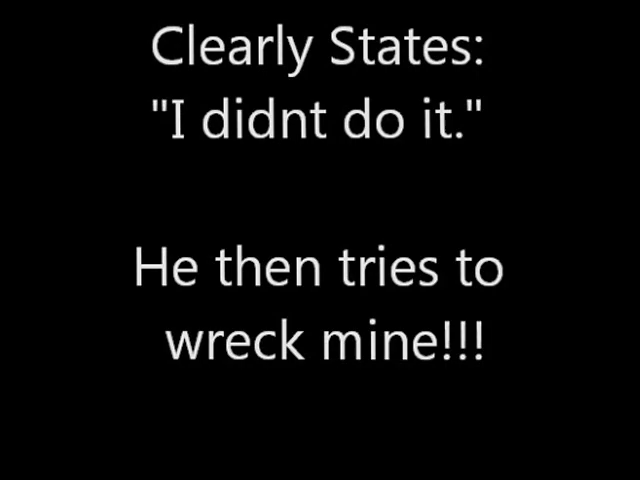 Clearly States:
"I didnt do it."
He then tries to
wreck mine!!!